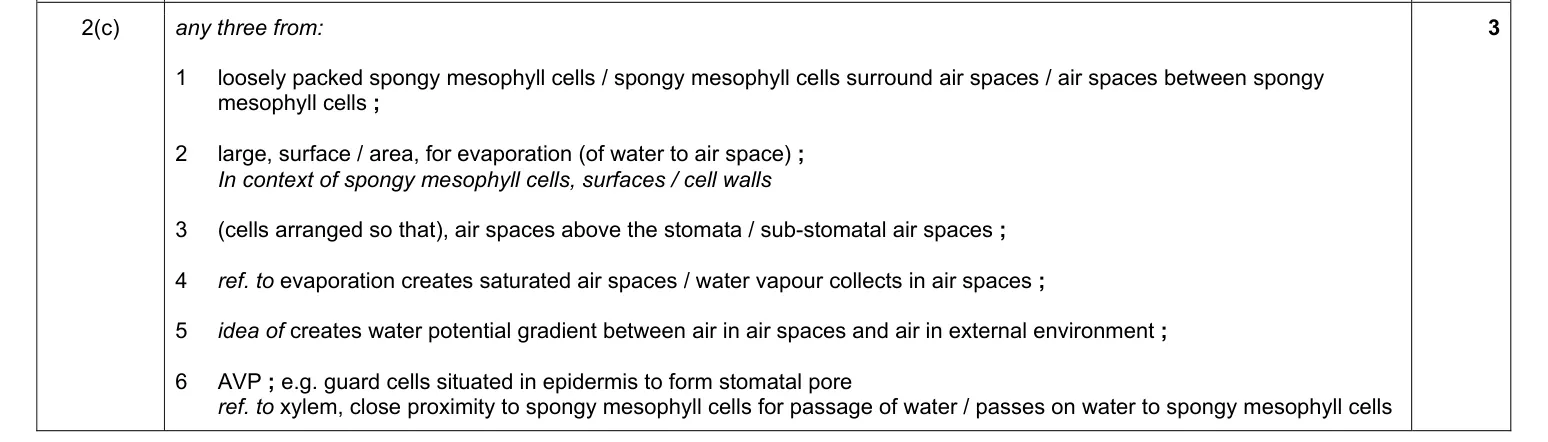 2(c) any three from: 3
1 loosely packed spongy mesophyll cells / spongy mesophyll cells surround air spaces / air spaces between spongy
mesophyll cells ;
2 large, surface / area, for evaporation (of water to air space) ;
In context of spongy mesophyll cells, surfaces / cell walls
3 (cells arranged so that), air spaces above the stomata / sub-stomatal air spaces ;
4 ref. to evaporation creates saturated air spaces / water vapour collects in air spaces ;
5 idea of creates water potential gradient between air in air spaces and air in external environment ;
6 AVP ; e.g. guard cells situated in epidermis to form stomatal pore
ref. to xylem, close proximity to spongy mesophyll cells for passage of water / passes on water to spongy mesophyll cells